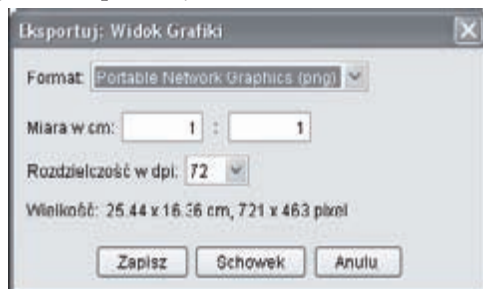 Eksportuj: Widok Grafiki
Format: Portable Network Graphics (png)
Miara w cm: 1 : 1
Rozdzielczość w dpi: 72
Wielkość: 25.44 x 16.36 cm, 721 x 463 pixel
Zapisz Schowek Anulu